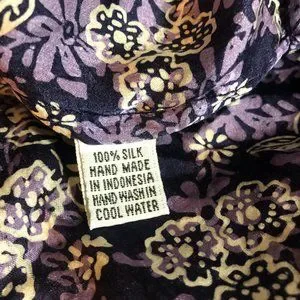 100% SILK
HAND MADE
IN INDONESIA
HAND WASH IN
COOL WATER